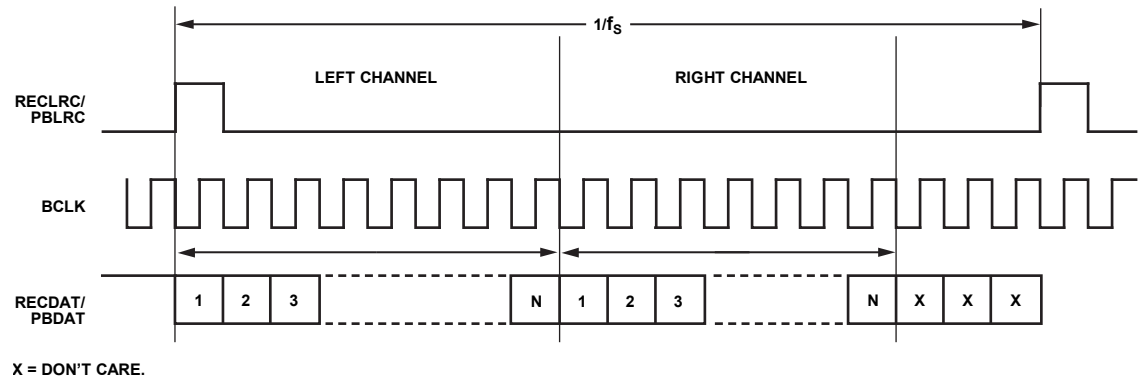 1/fS
LEFT CHANNEL
RIGHT CHANNEL
RECLRC/
PBLRC
BCLK
RECDAT/
PBDAT
1 2 3 N 1 2 3 N X X X
X = DON'T CARE.